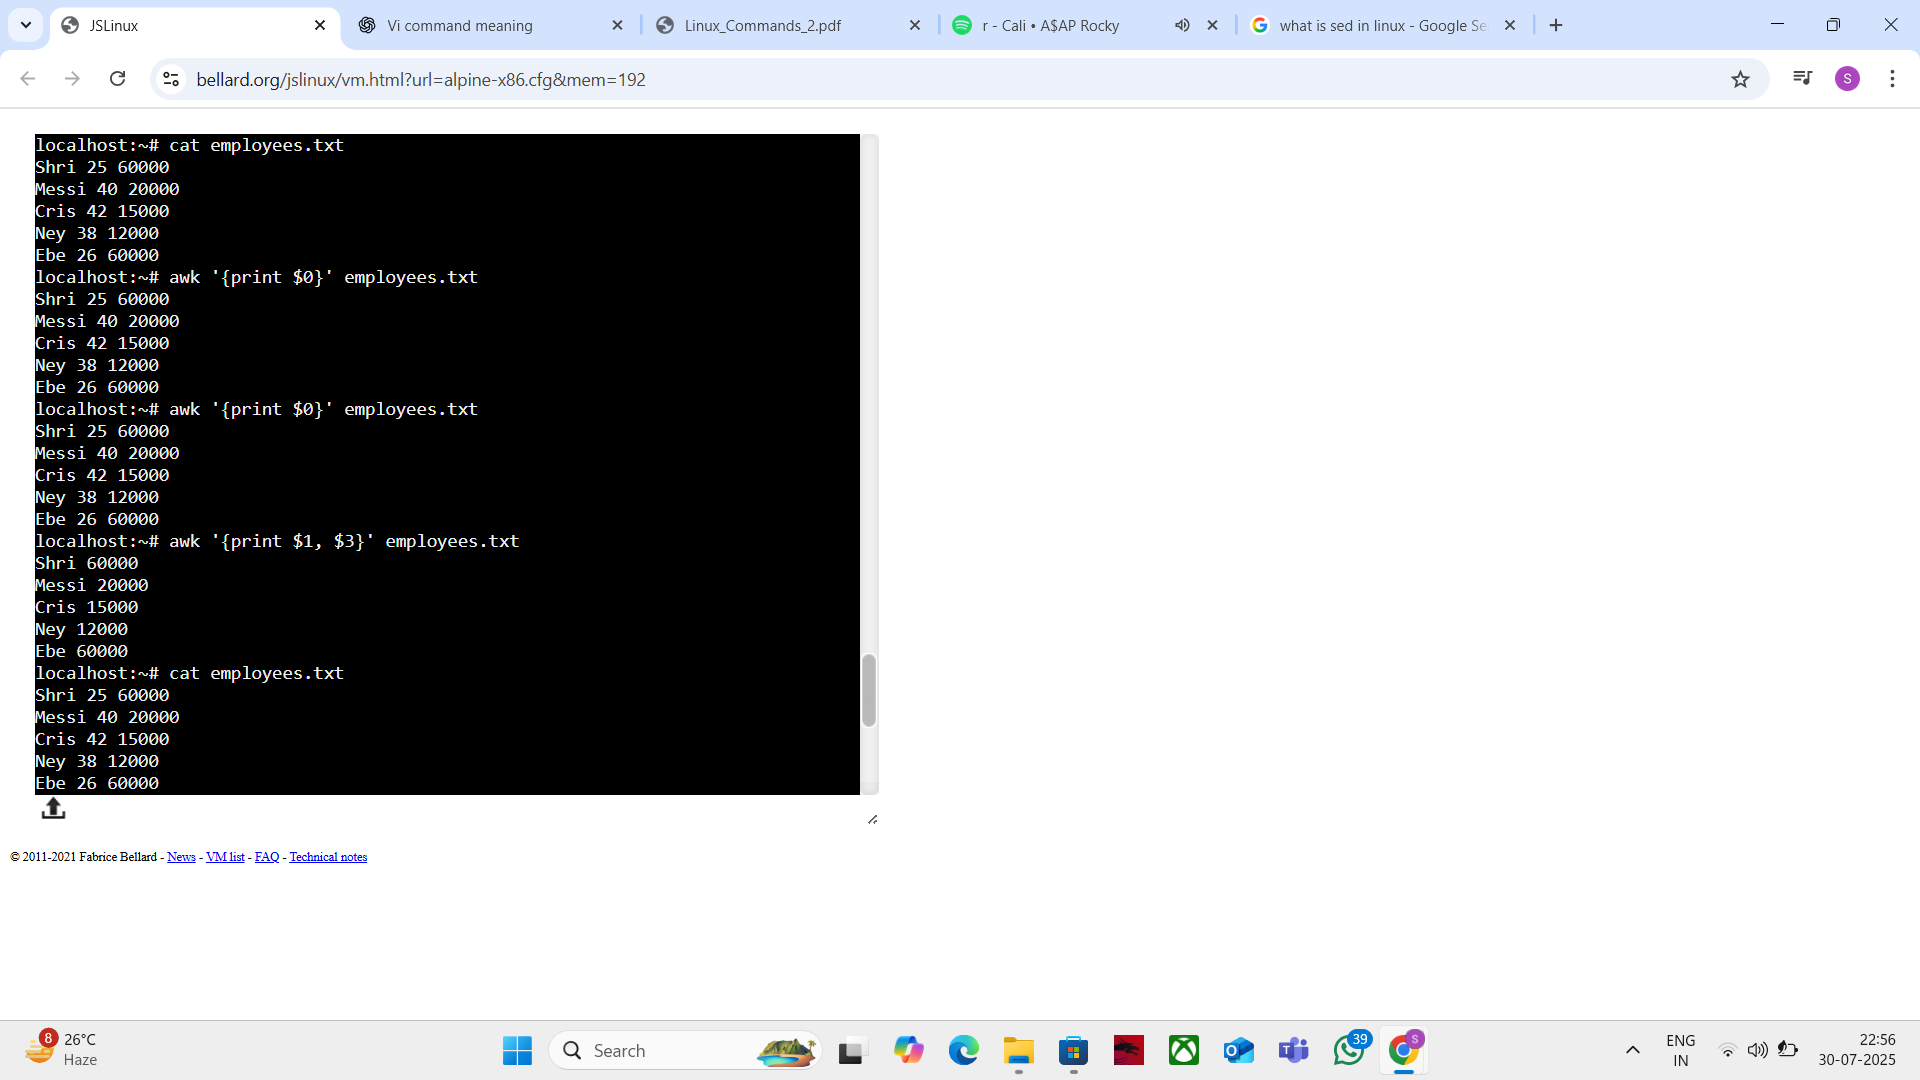 JSLinux
Vi command meaning
Linux_Commands_2.pdf
r - Cali • A$AP Rocky
what is sed in linux - Google Se
bellard.org/jslinux/vm.html?url=alpine-x86.cfg&mem=192
S
localhost:~# cat employees.txt
Shri 25 60000
Messi 40 20000
Cris 42 15000
Ney 38 12000
Ebe 26 60000
localhost:~# awk '{print $0}' employees.txt
Shri 25 60000
Messi 40 20000
Cris 42 15000
Ney 38 12000
Ebe 26 60000
localhost:~# awk '{print $0}' employees.txt
Shri 25 60000
Messi 40 20000
Cris 42 15000
Ney 38 12000
Ebe 26 60000
localhost:~# awk '{print $1, $3}' employees.txt
Shri 60000
Messi 20000
Cris 15000
Ney 12000
Ebe 60000
localhost:~# cat employees.txt
Shri 25 60000
Messi 40 20000
Cris 42 15000
Ney 38 12000
Ebe 26 60000
© 2011-2021 Fabrice Bellard - News - VM list - FAQ - Technical notes
8
26°C
Haze
Search
39
S
ENG
IN
22:56
30-07-2025